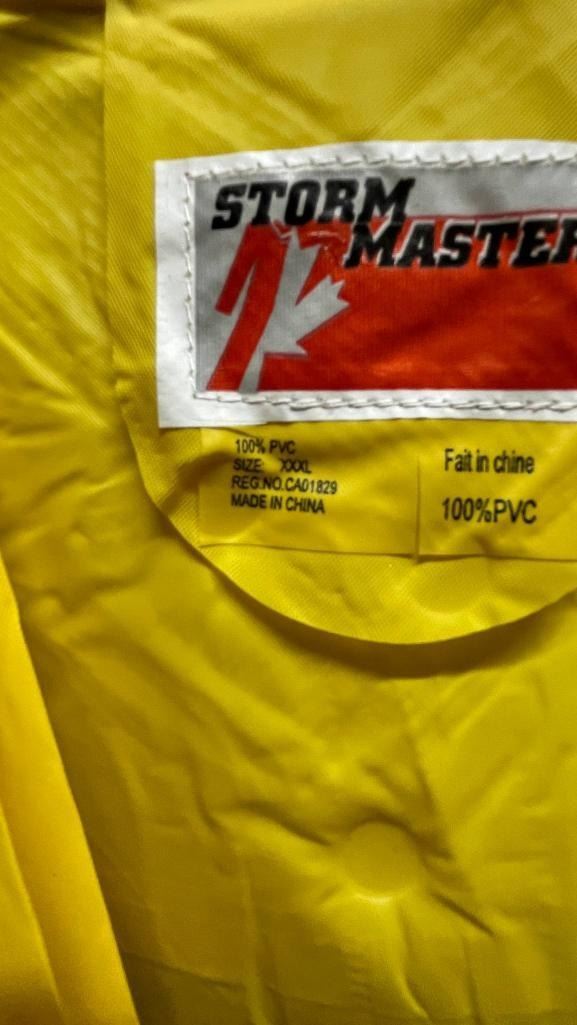 STORM
MASTER
100% PVC
SIZE: XXXL
REG.NO.CA01829
MADE IN CHINA
Fait in chine
100%PVC